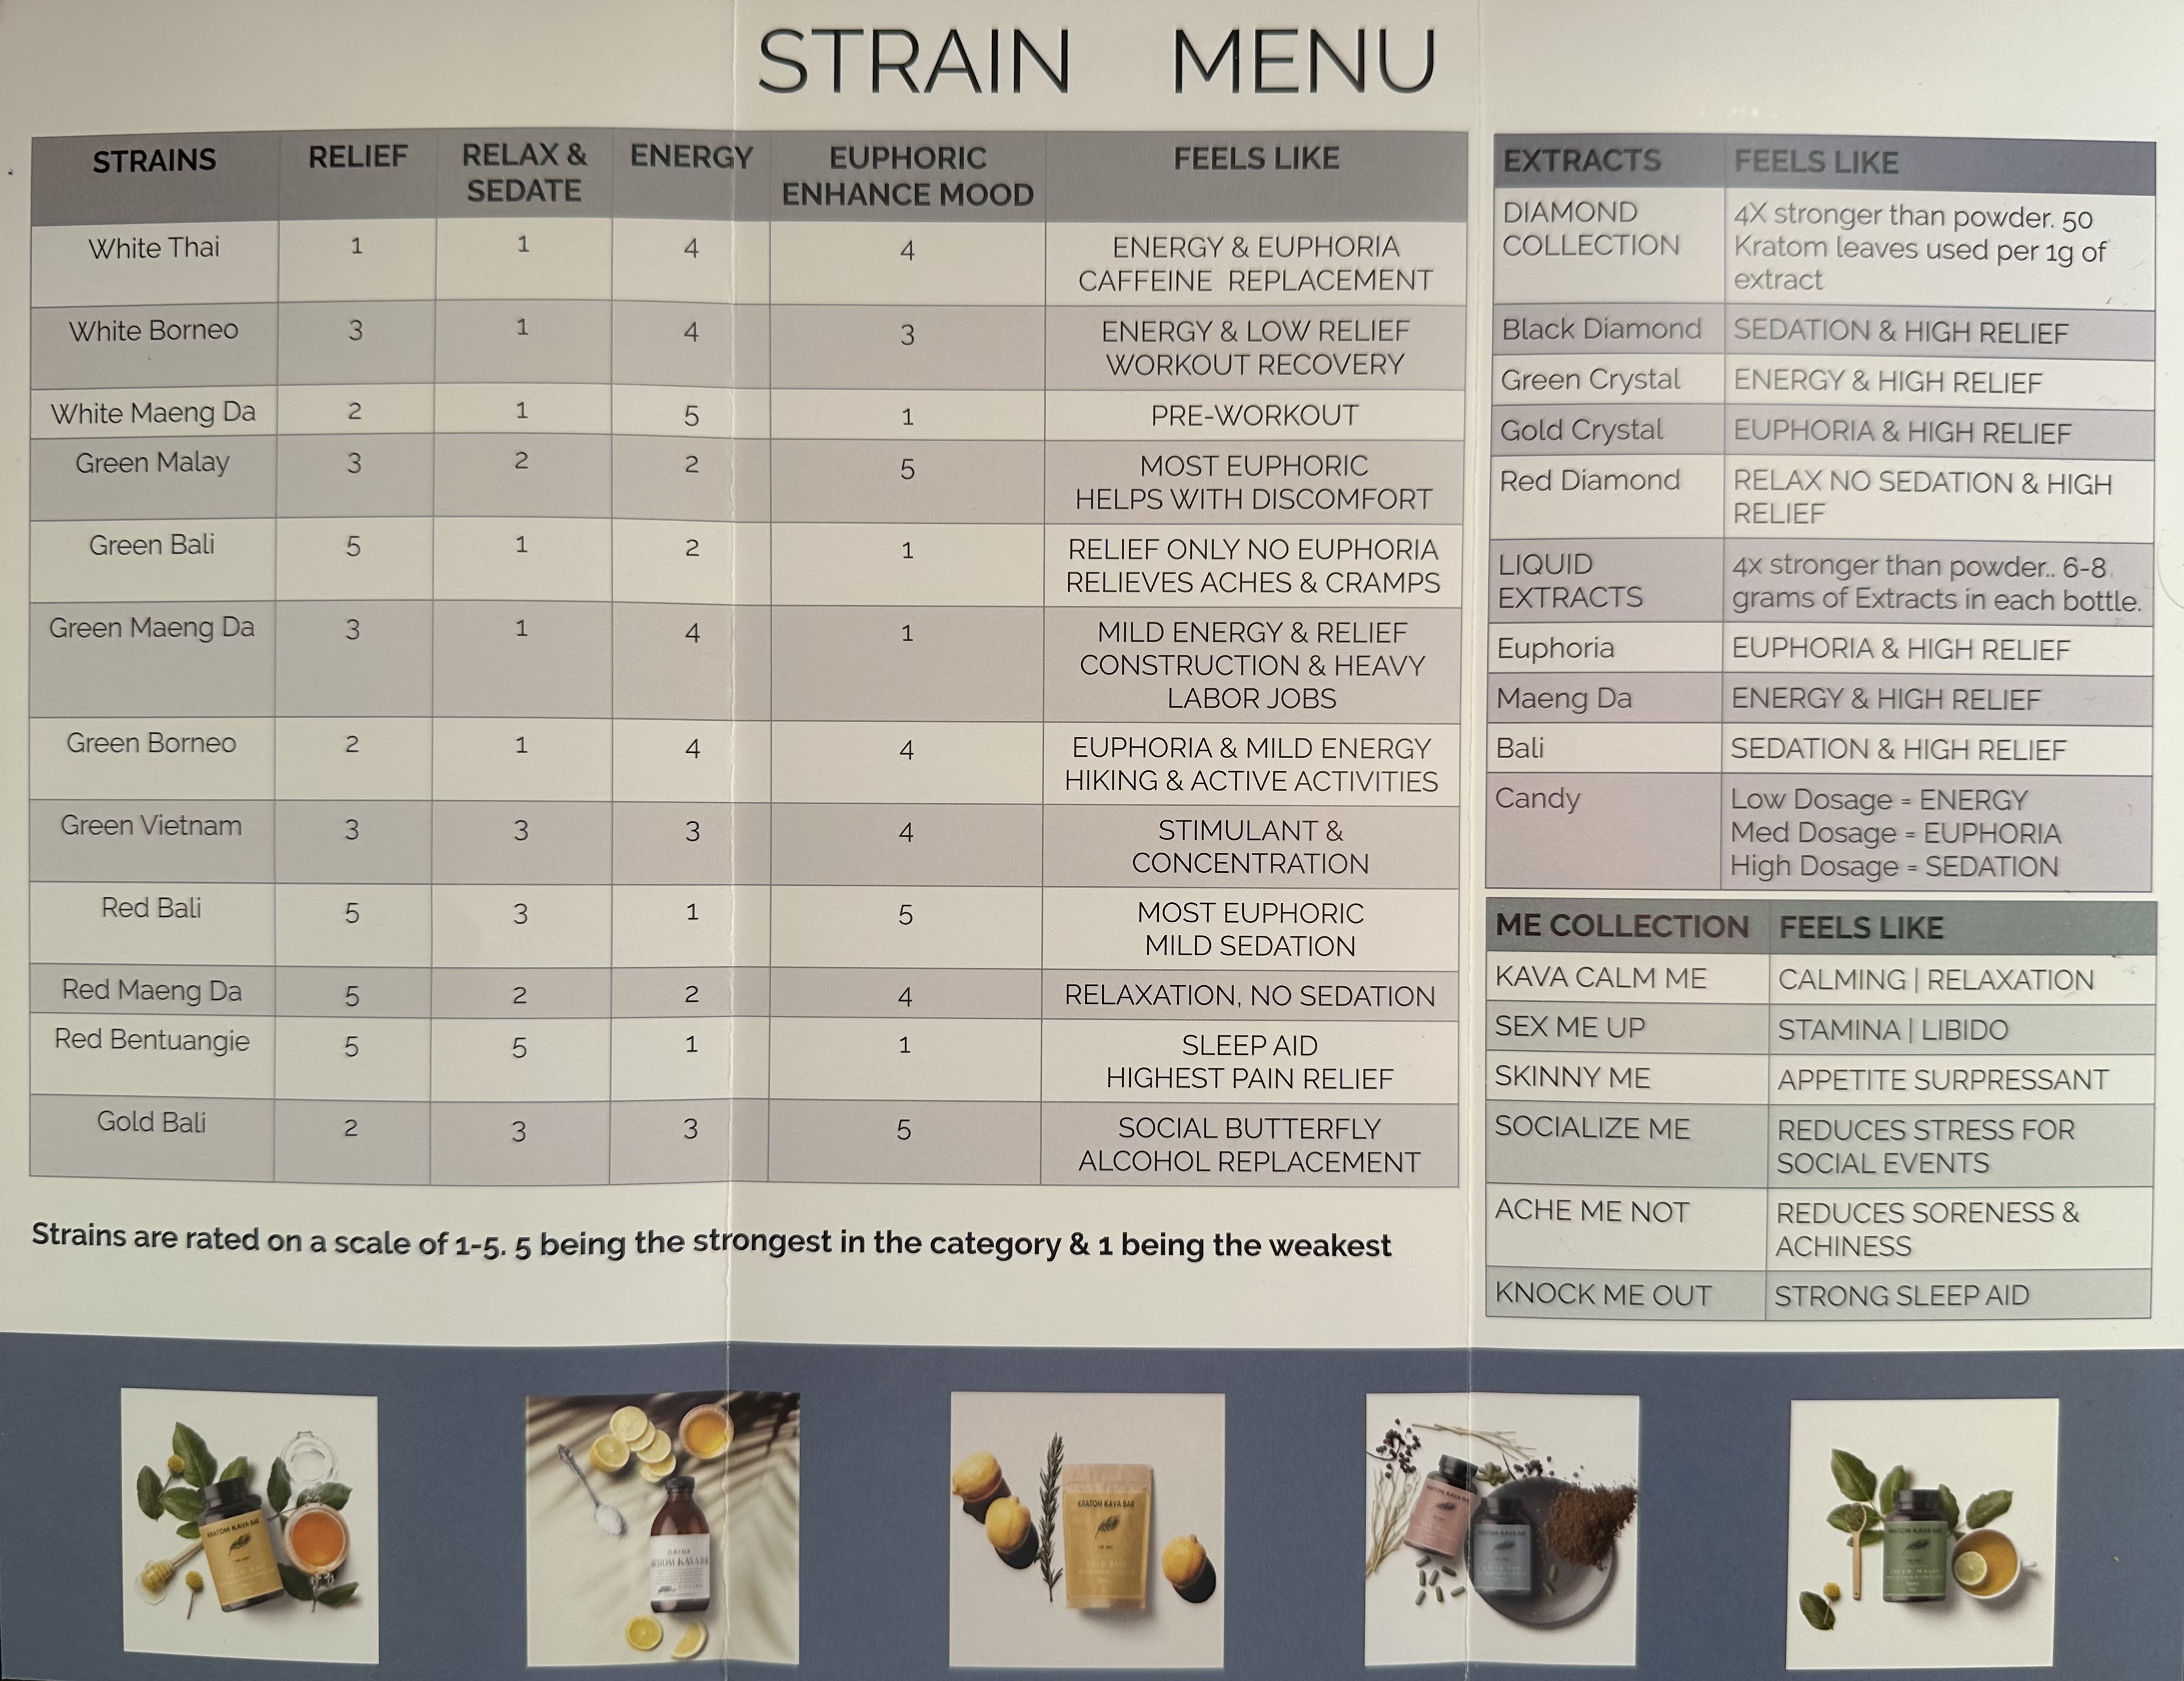 STRAIN MENU
STRAINS RELIEF RELAX & SEDATE ENERGY EUPHORIC ENHANCE MOOD FEELS LIKE
White Thai 1 1 4 4 ENERGY & EUPHORIA
CAFFEINE REPLACEMENT
White Borneo 3 1 4 3 ENERGY & LOW RELIEF
WORKOUT RECOVERY
White Maeng Da 2 1 5 1 PRE-WORKOUT
Green Malay 3 2 2 5 MOST EUPHORIC
HELPS WITH DISCOMFORT
Green Bali 5 1 2 1 RELIEF ONLY NO EUPHORIA
RELIEVES ACHES & CRAMPS
Green Maeng Da 3 1 4 1 MILD ENERGY & RELIEF
CONSTRUCTION & HEAVY
LABOR JOBS
Green Borneo 2 1 4 4 EUPHORIA & MILD ENERGY
HIKING & ACTIVE ACTIVITIES
Green Vietnam 3 3 3 4 STIMULANT &
CONCENTRATION
Red Bali 5 3 1 5 MOST EUPHORIC
MILD SEDATION
Red Maeng Da 5 2 2 4 RELAXATION, NO SEDATION
Red Bentuangie 5 5 1 1 SLEEP AID
HIGHEST PAIN RELIEF
Gold Bali 2 3 3 5 SOCIAL BUTTERFLY
ALCOHOL REPLACEMENT
Strains are rated on a scale of 1-5. 5 being the strongest in the category & 1 being the weakest
EXTRACTS FEELS LIKE
DIAMOND COLLECTION 4X stronger than powder. 50
Kratom leaves used per 1g of
extract
Black Diamond SEDATION & HIGH RELIEF
Green Crystal ENERGY & HIGH RELIEF
Gold Crystal EUPHORIA & HIGH RELIEF
Red Diamond RELAX NO SEDATION & HIGH
RELIEF
LIQUID EXTRACTS 4x stronger than powder.. 6-8
grams of Extracts in each bottle.
Euphoria EUPHORIA & HIGH RELIEF
Maeng Da ENERGY & HIGH RELIEF
Bali SEDATION & HIGH RELIEF
Candy Low Dosage = ENERGY
Med Dosage = EUPHORIA
High Dosage = SEDATION
ME COLLECTION FEELS LIKE
KAVA CALM ME CALMING | RELAXATION
SEX ME UP STAMINA | LIBIDO
SKINNY ME APPETITE SURPRESSANT
SOCIALIZE ME REDUCES STRESS FOR
SOCIAL EVENTS
ACHE ME NOT REDUCES SORENESS &
ACHINESS
KNOCK ME OUT STRONG SLEEP AID
KRATOM KAVA BAR
KRATOM KAVA BAR
KRATOM KAVA BAR
KRATOM KAVA BAR
KRATOM KAVA BAR
KRATOM KAVA BAR